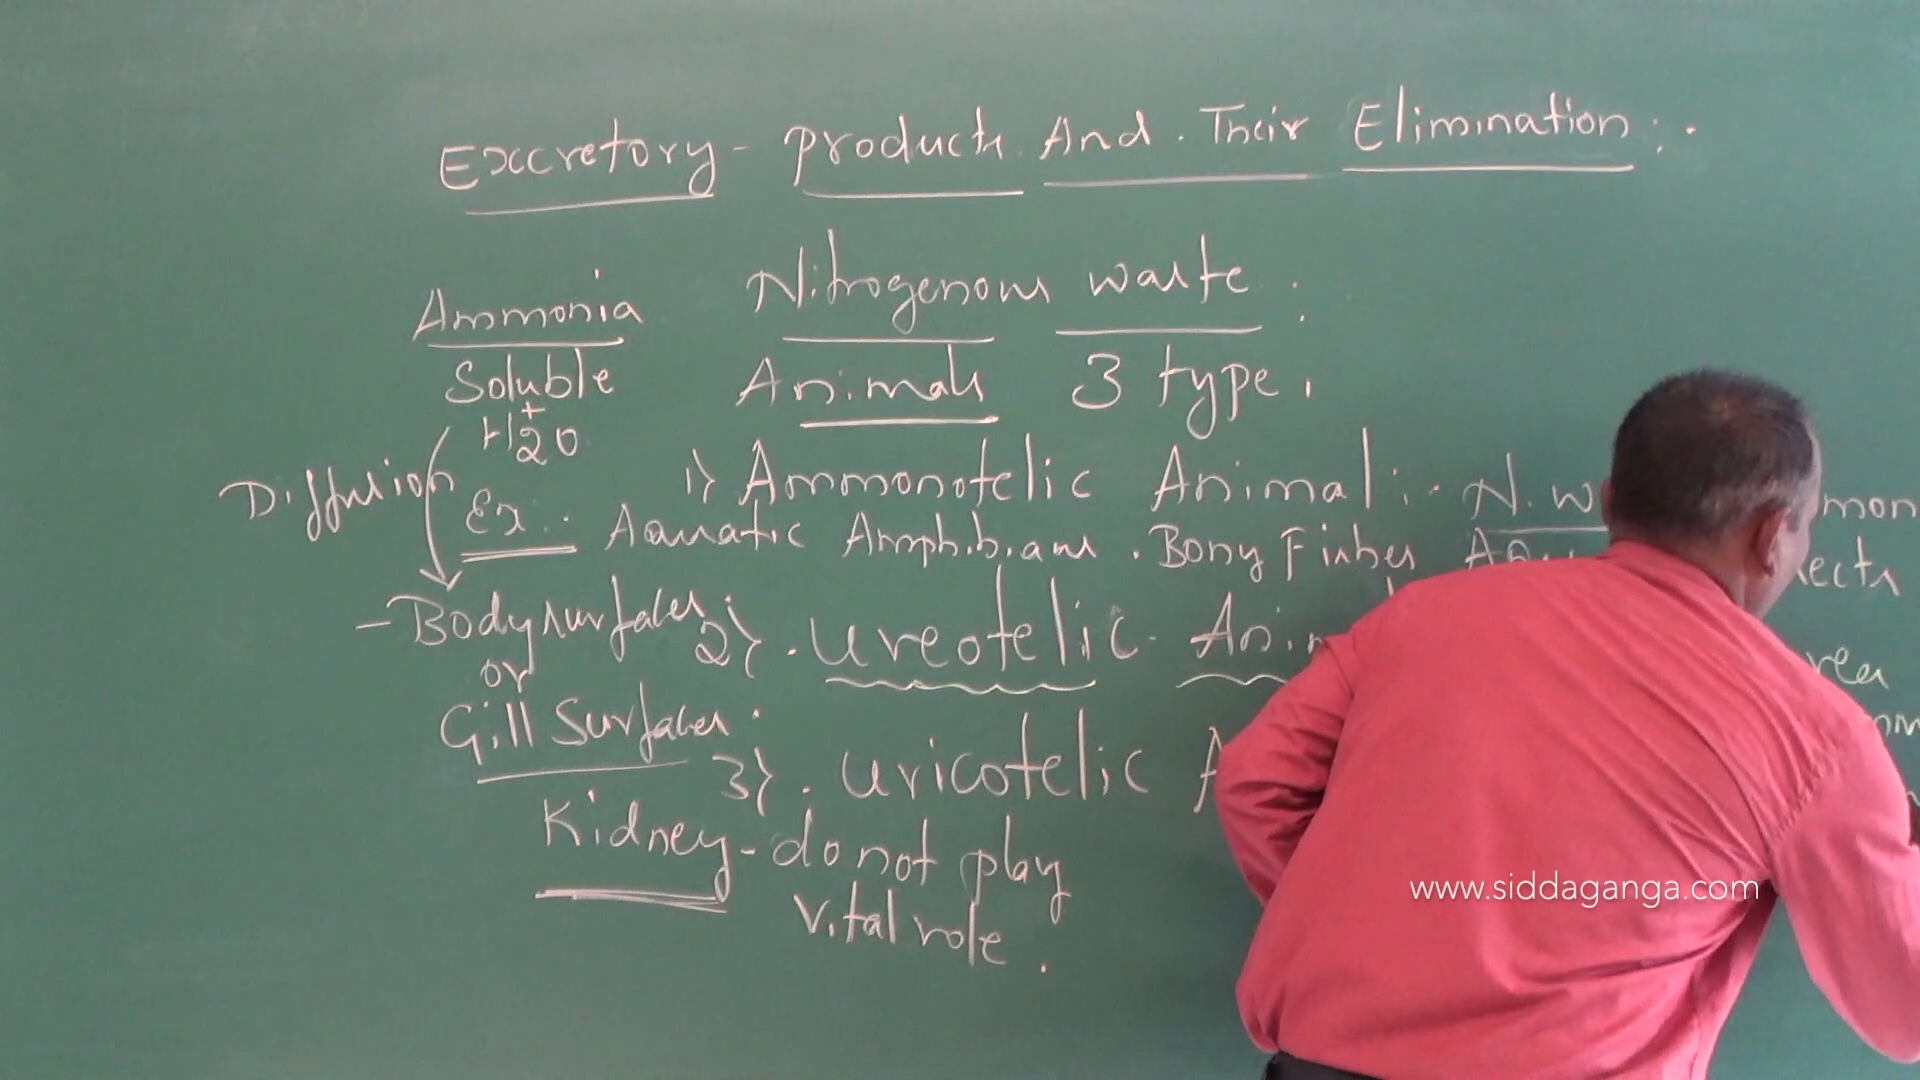 Excretory - products And Their Elimination :-
Nitrogenous waste :
Ammonia
Soluble
Animals 3 type .
+
H2O
Diffusion
1) Ammonotelic Animal :- N. W
Ex :- Aquatic Amphibians . Bony Fishes
- Body surfaces ;
or
Gill Surfaces .
2) . Ureotelic - Ani
3) . Uricotelic A
Kidney - do not play
Vital role .
www.siddaganga.com